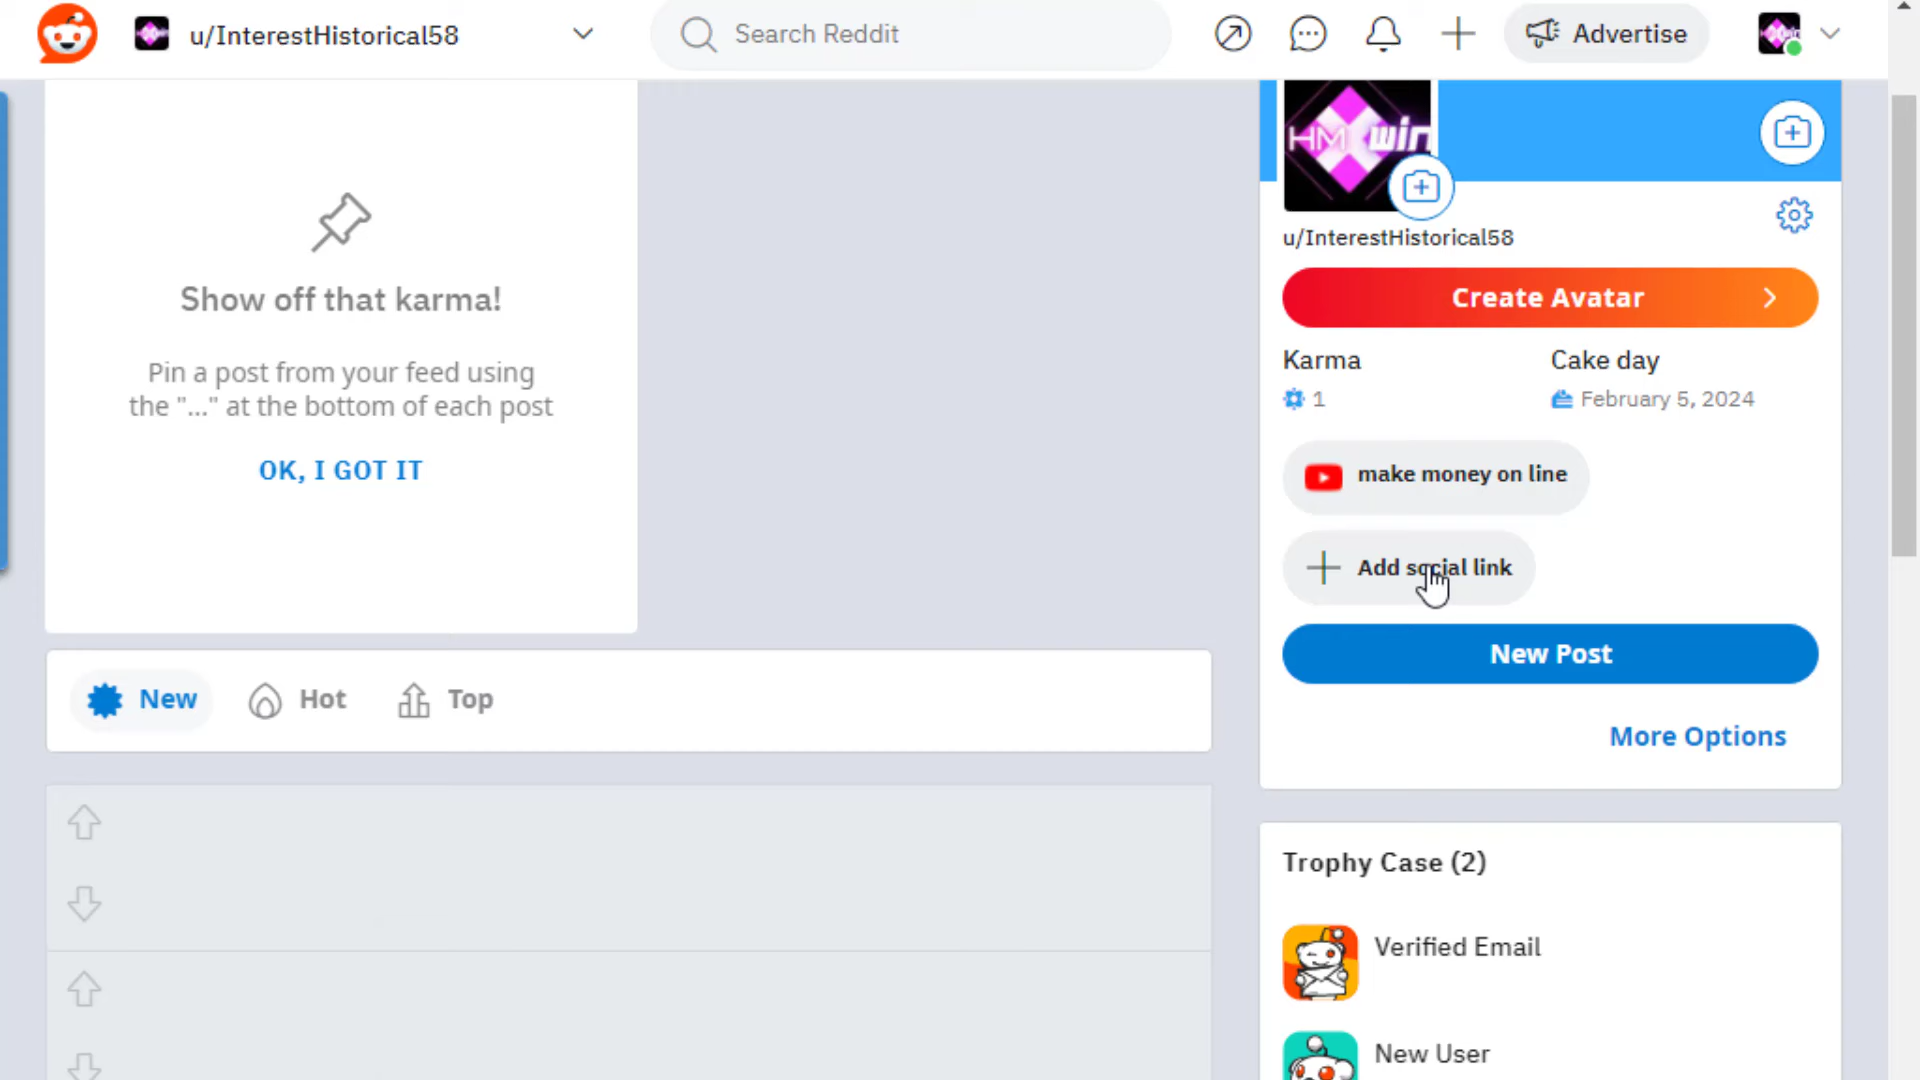 u/InterestHistorical58
Search Reddit
Advertise
Show off that karma!
Pin a post from your feed using
the "..." at the bottom of each post
OK, I GOT IT
New
Hot
Top
HM win
u/InterestHistorical58
Create Avatar
Karma
Cake day
1
February 5, 2024
make money on line
Add social link
New Post
More Options
Trophy Case (2)
Verified Email
New User